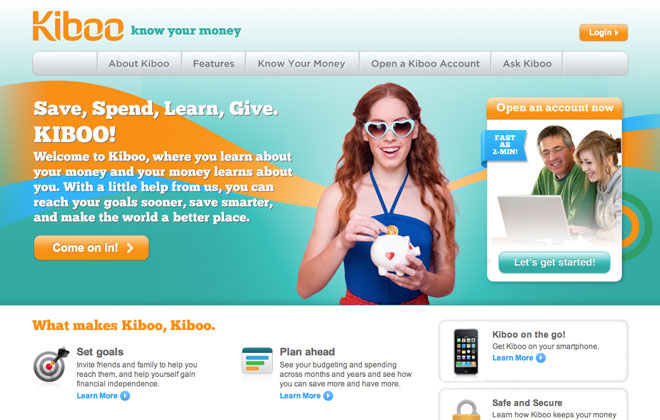 Kiboo know your money
Login
About Kiboo Features Know Your Money Open a Kiboo Account Ask Kiboo
Save, Spend, Learn, Give.
KIBOO!
Welcome to Kiboo, where you learn about
your money and your money learns about
you. With a little help from us, you can
reach your goals sooner, save smarter,
and make the world a better place.
Come on in!
Open an account now
FAST
AS
2-MIN!
Let's get started!
What makes Kiboo, Kiboo.
Set goals
Invite friends and family to help you
reach them, and help yourself gain
financial independence.
Learn More
Plan ahead
See your budgeting and spending
across months and years and see how
you can save more and have more.
Learn More
Kiboo on the go!
Get Kiboo on your smartphone.
Learn More
Safe and Secure
Learn how Kiboo keeps your money